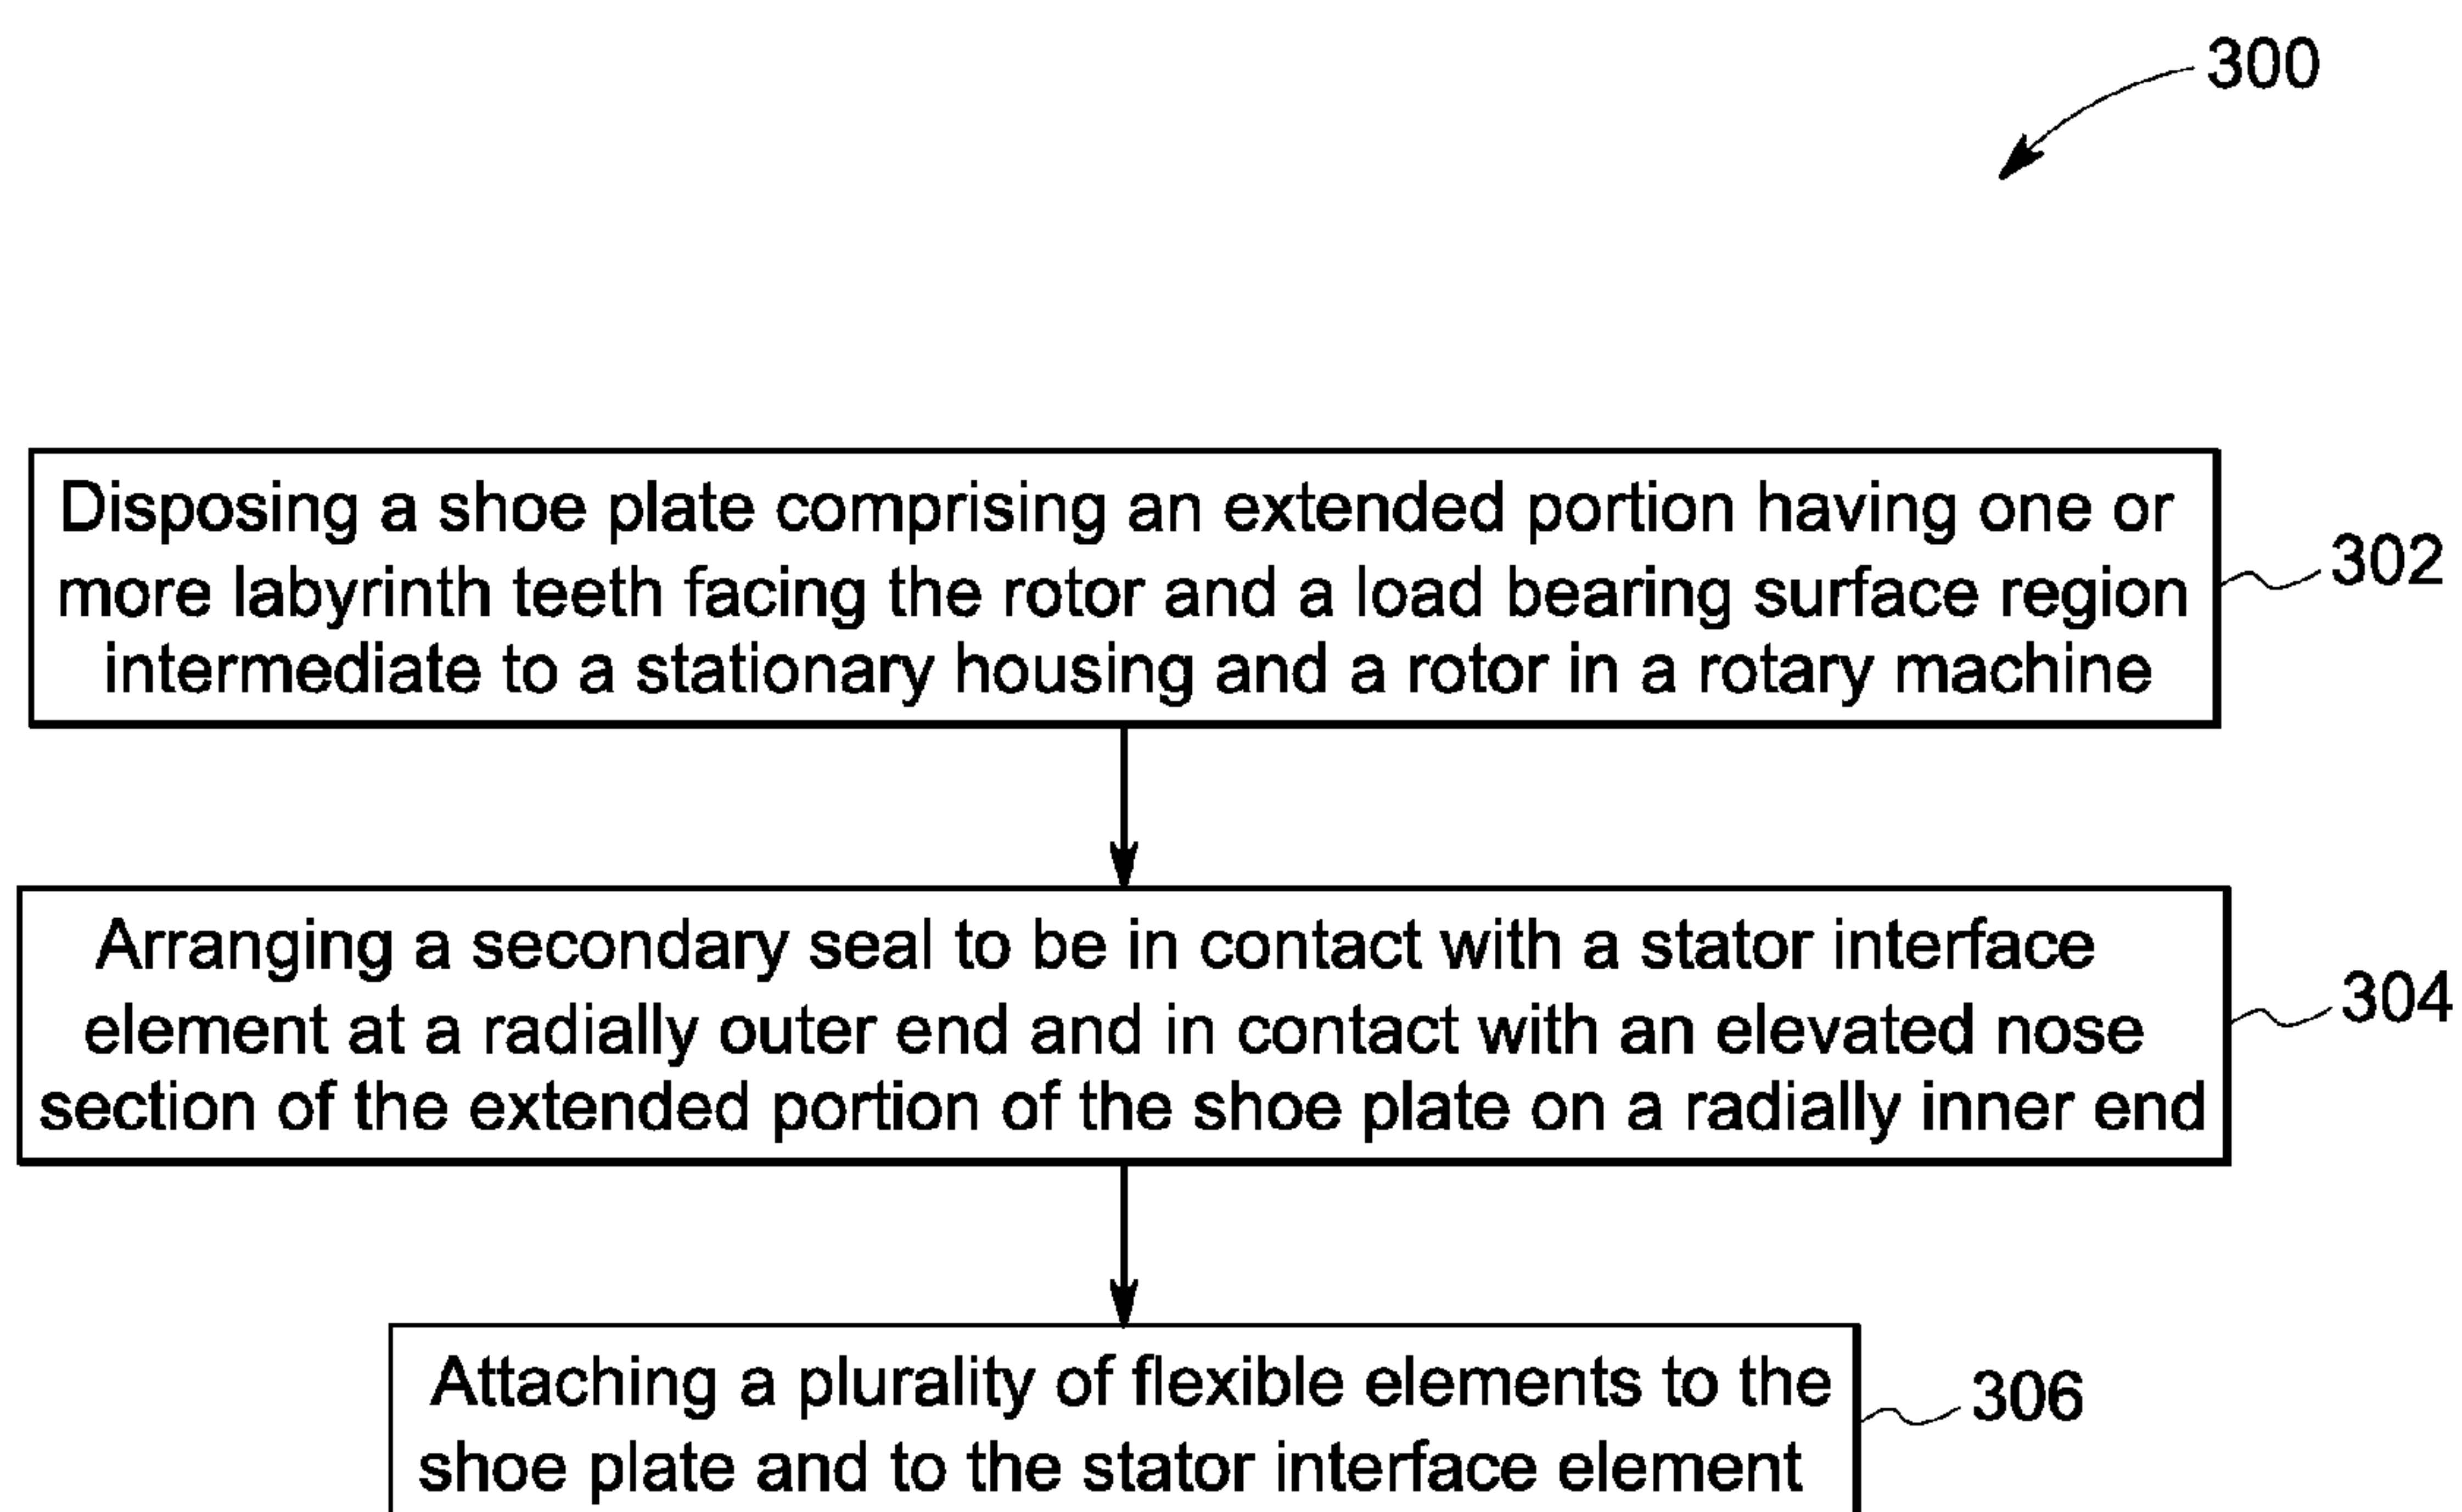 300
Disposing a shoe plate comprising an extended portion having one or
more labyrinth teeth facing the rotor and a load bearing surface region
intermediate to a stationary housing and a rotor in a rotary machine
302
Arranging a secondary seal to be in contact with a stator interface
element at a radially outer end and in contact with an elevated nose
section of the extended portion of the shoe plate on a radially inner end
304
Attaching a plurality of flexible elements to the
shoe plate and to the stator interface element
306